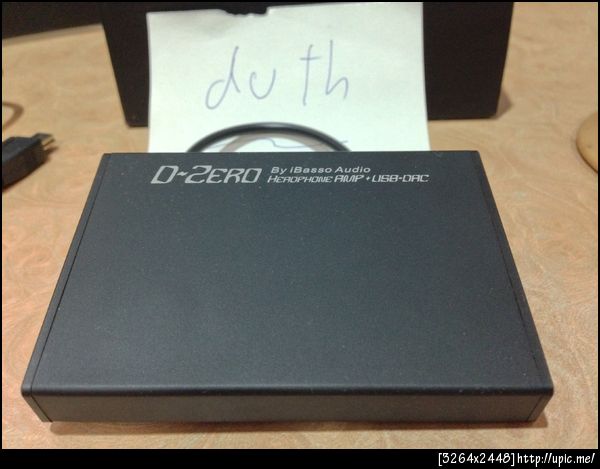 duth
D-ZERO By iBasso Audio
HEADPHONE AMP + USB-DAC
[3264x2448]http://upic.me/